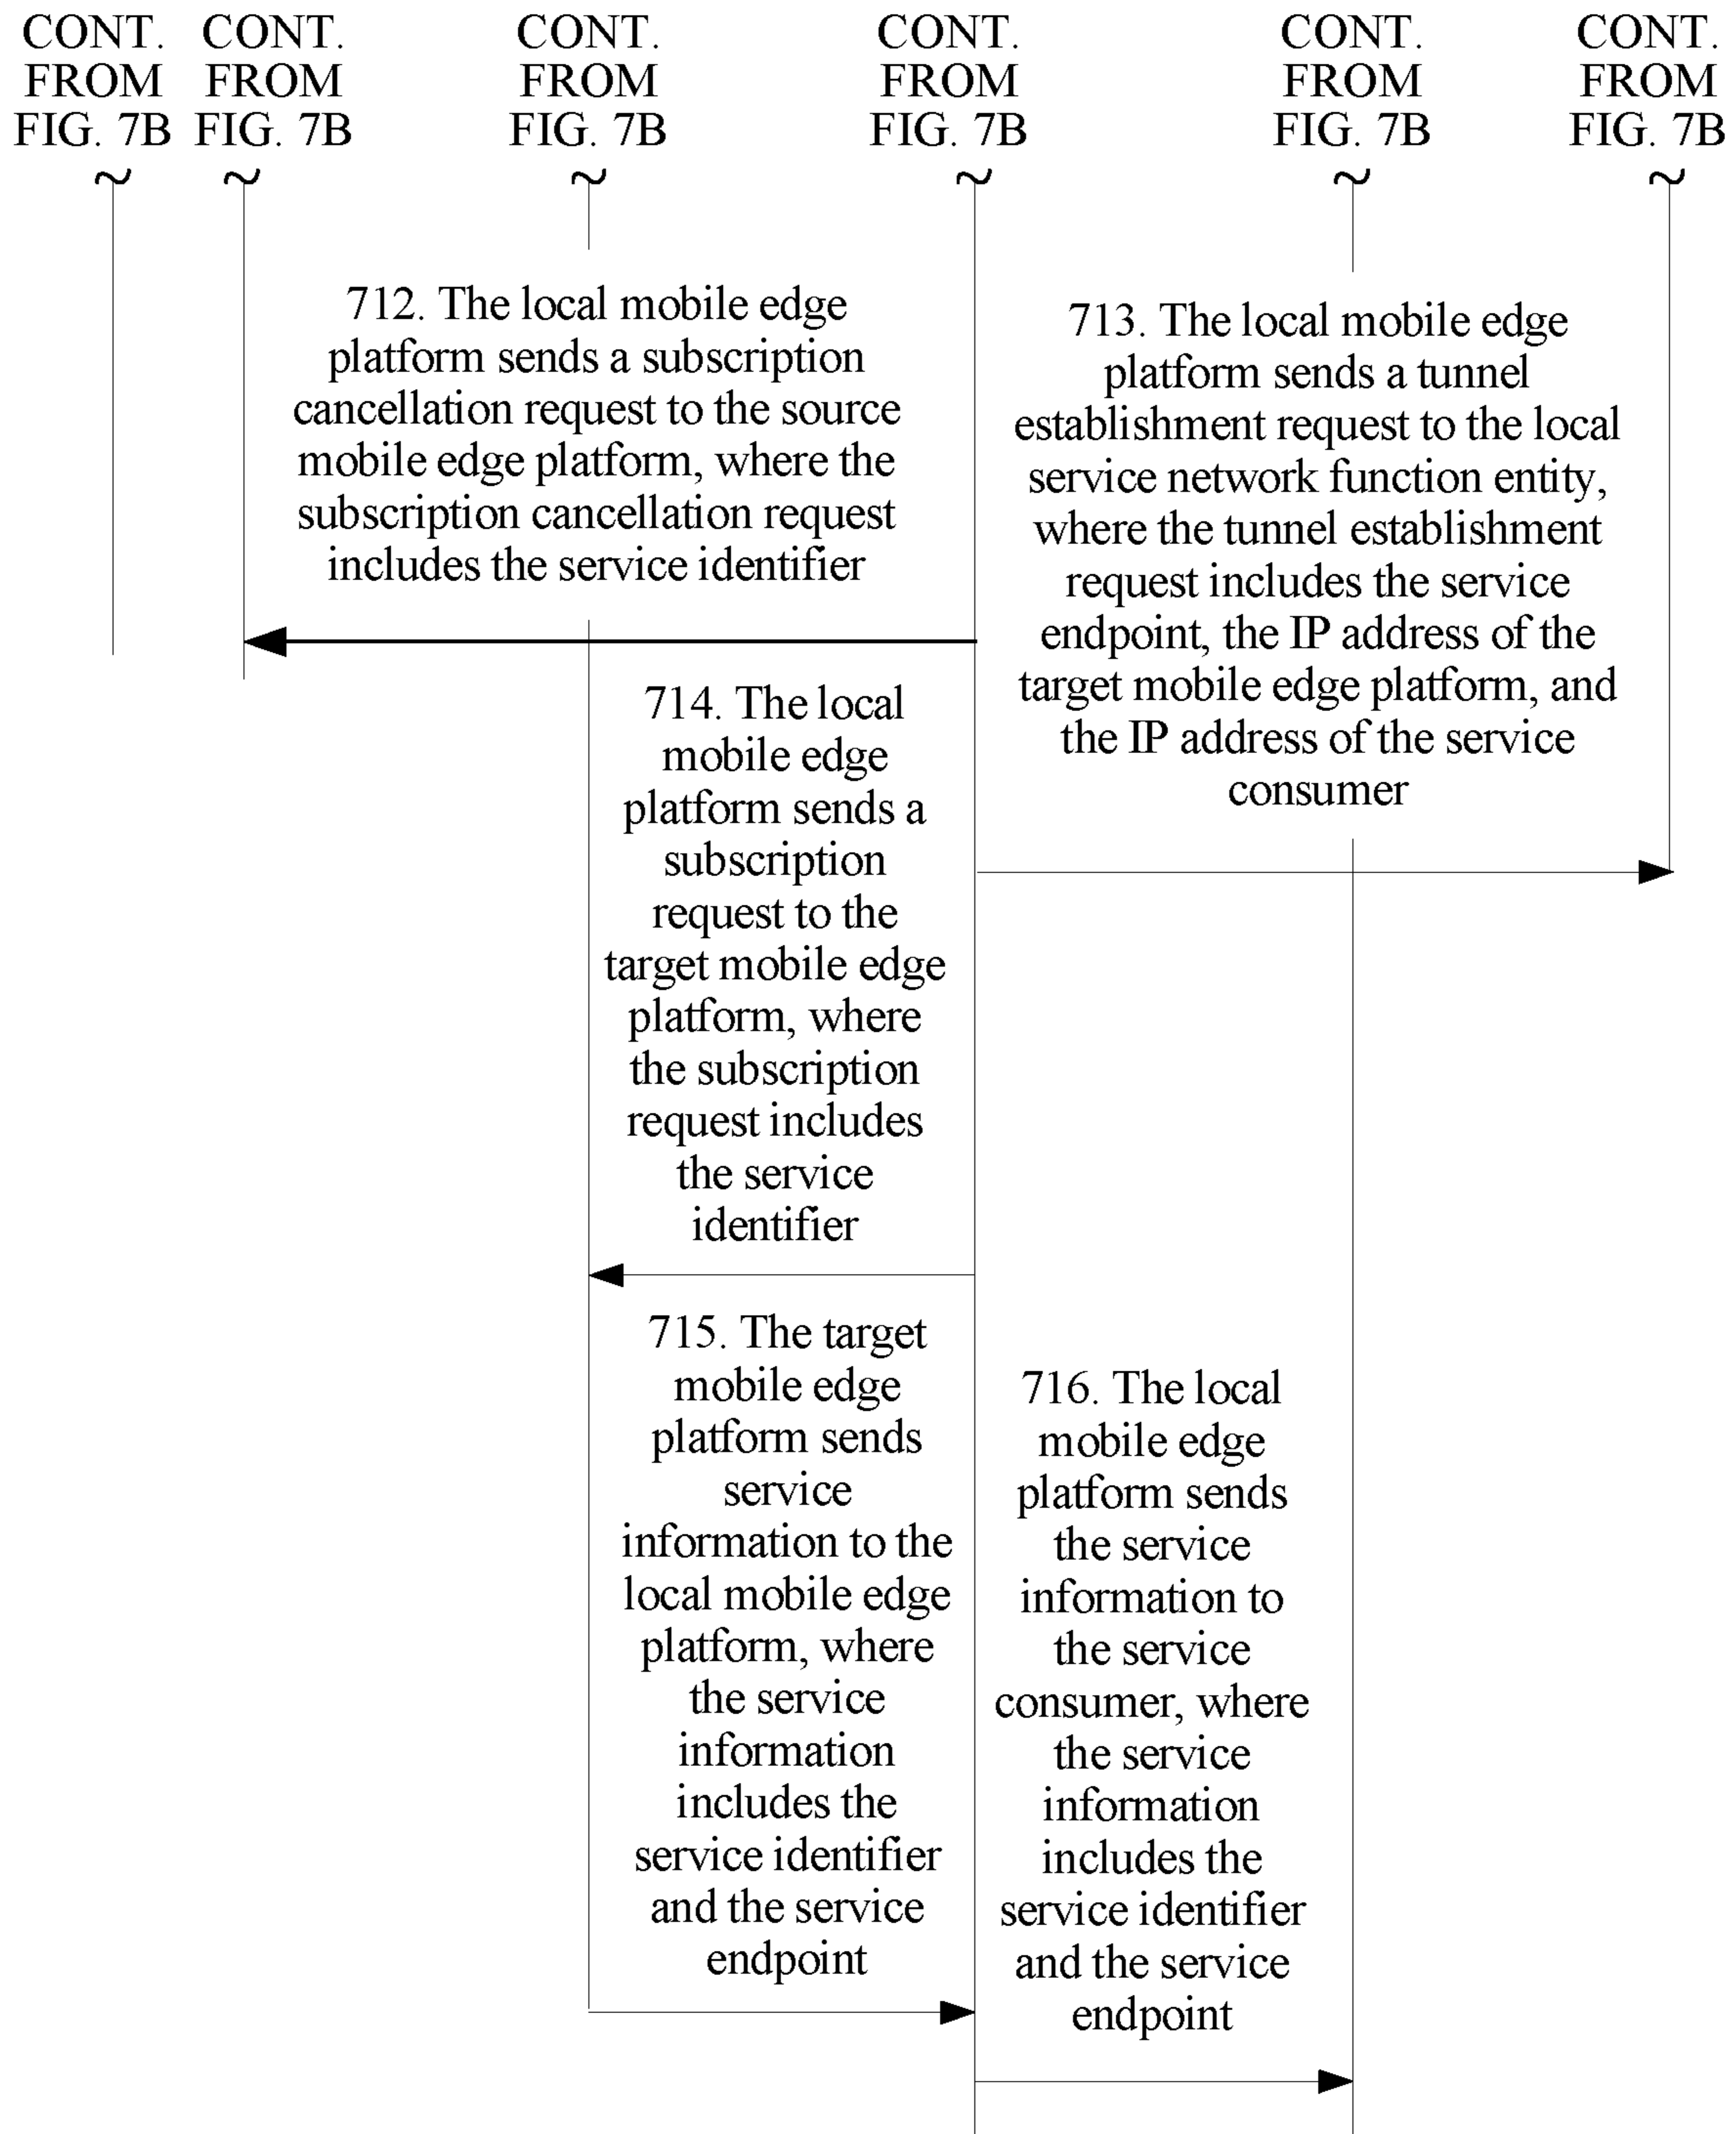 CONT.
FROM
FIG. 7B
CONT.
FROM
FIG. 7B
CONT.
FROM
FIG. 7B
CONT.
FROM
FIG. 7B
CONT.
FROM
FIG. 7B
CONT.
FROM
FIG. 7B
712. The local mobile edge
platform sends a subscription
cancellation request to the source
mobile edge platform, where the
subscription cancellation request
includes the service identifier
713. The local mobile edge
platform sends a tunnel
establishment request to the local
service network function entity,
where the tunnel establishment
request includes the service
endpoint, the IP address of the
target mobile edge platform, and
the IP address of the service
consumer
714. The local
mobile edge
platform sends a
subscription
request to the
target mobile edge
platform, where
the subscription
request includes
the service
identifier
715. The target
mobile edge
platform sends
service
information to the
local mobile edge
platform, where
the service
information
includes the
service identifier
and the service
endpoint
716. The local
mobile edge
platform sends
the service
information to
the service
consumer, where
the service
information
includes the
service identifier
and the service
endpoint